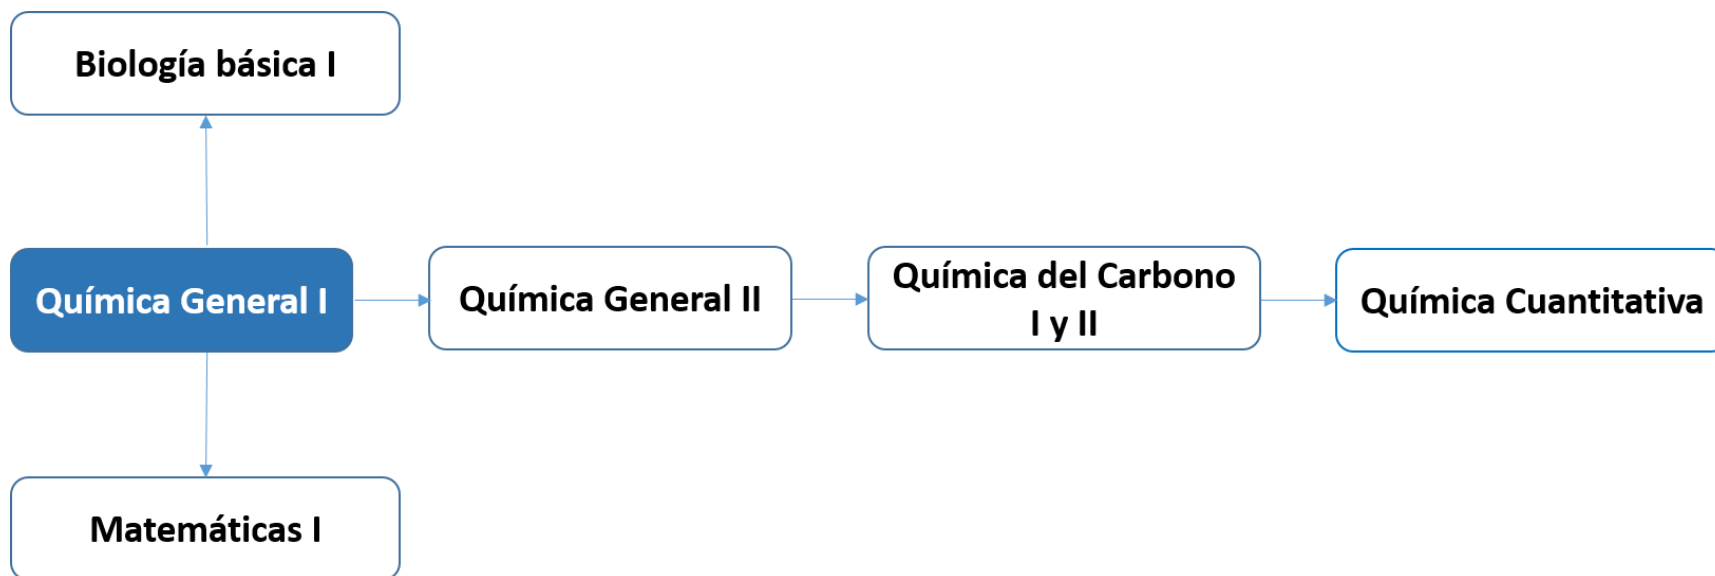 Biología básica I
Química General I
Química General II
Química del Carbono
I y II
Química Cuantitativa
Matemáticas I